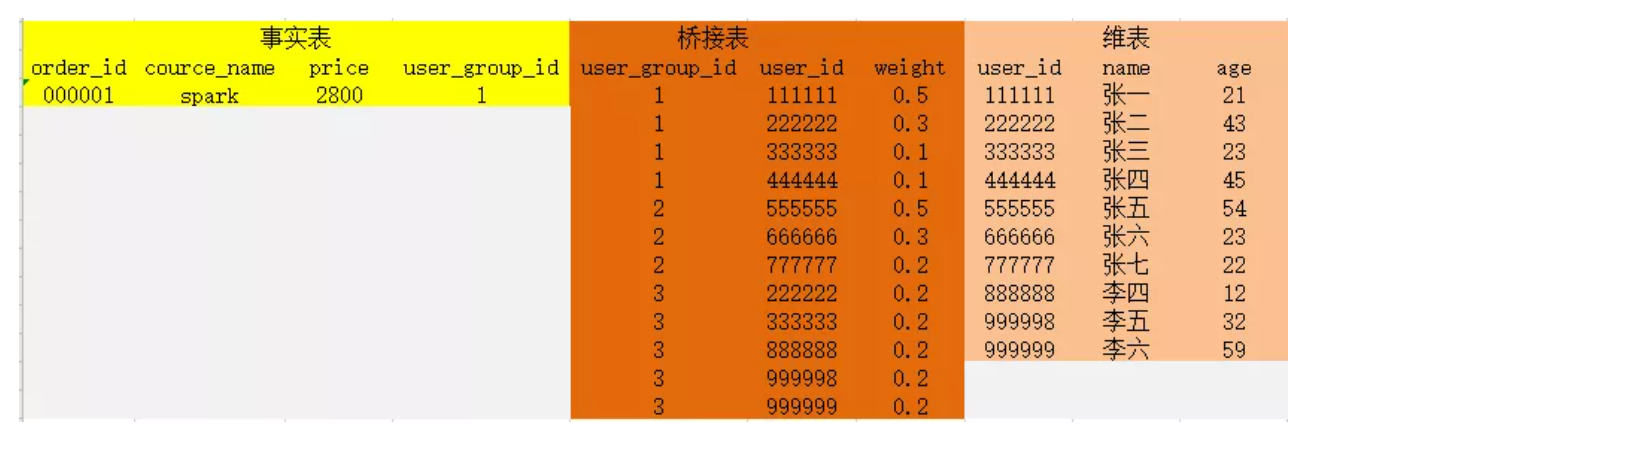 事实表 桥接表 维表
order_id cource_name price user_group_id user_group_id user_id weight user_id name age
000001 spark 2800 1 1 111111 0.5 111111 张一 21
1 222222 0.3 222222 张二 43
1 333333 0.1 333333 张三 23
1 444444 0.1 444444 张四 45
2 555555 0.5 555555 张五 54
2 666666 0.3 666666 张六 23
2 777777 0.2 777777 张七 22
3 222222 0.2 888888 李四 12
3 333333 0.2 999998 李五 32
3 888888 0.2 999999 李六 59
3 999998 0.2
3 999999 0.2